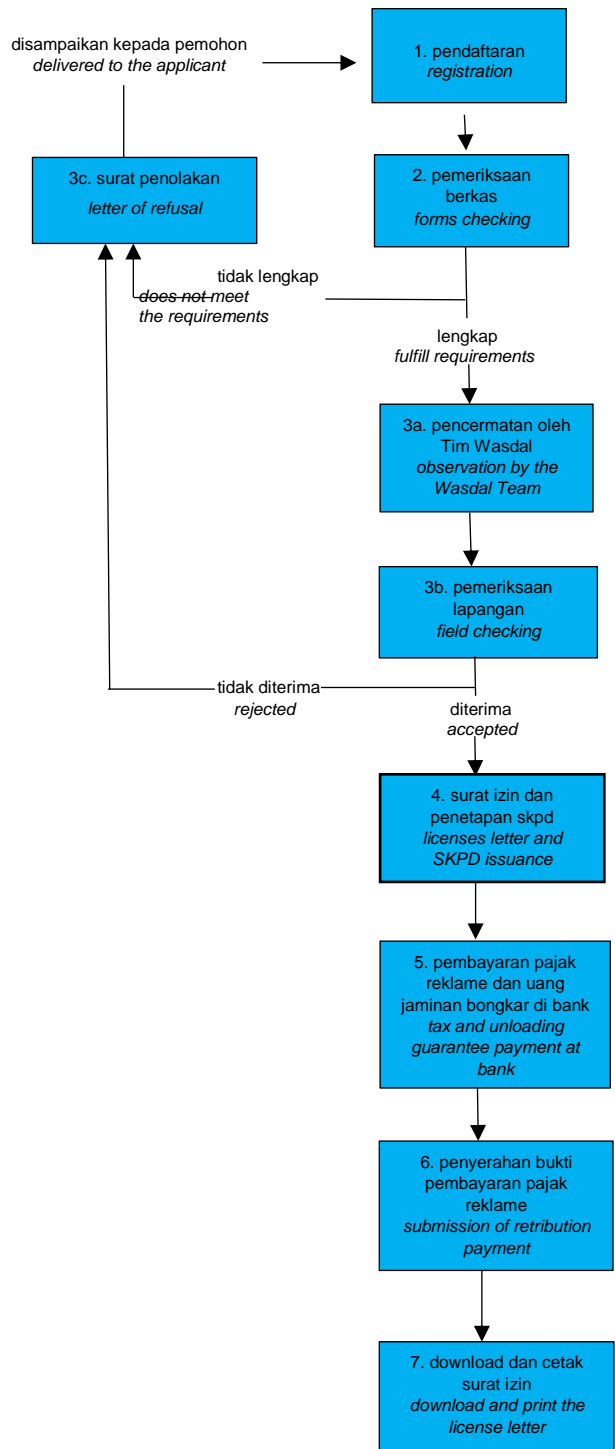 disampaikan kepada pemohon
delivered to the applicant
1. pendaftaran
registration
3c. surat penolakan
letter of refusal
2. pemeriksaan
berkas
forms checking
tidak lengkap
does not meet
the requirements
lengkap
fulfill requirements
3a. pencermatan oleh
Tim Wasdal
observation by the
Wasdal Team
3b. pemeriksaan
lapangan
field checking
tidak diterima
rejected
diterima
accepted
4. surat izin dan
penetapan skpd
licenses letter and
SKPD issuance
5. pembayaran pajak
reklame dan uang
jaminan bongkar di bank
tax and unloading
guarantee payment at
bank
6. penyerahan bukti
pembayaran pajak
reklame
submission of retribution
payment
7. download dan cetak
surat izin
download and print the
license letter